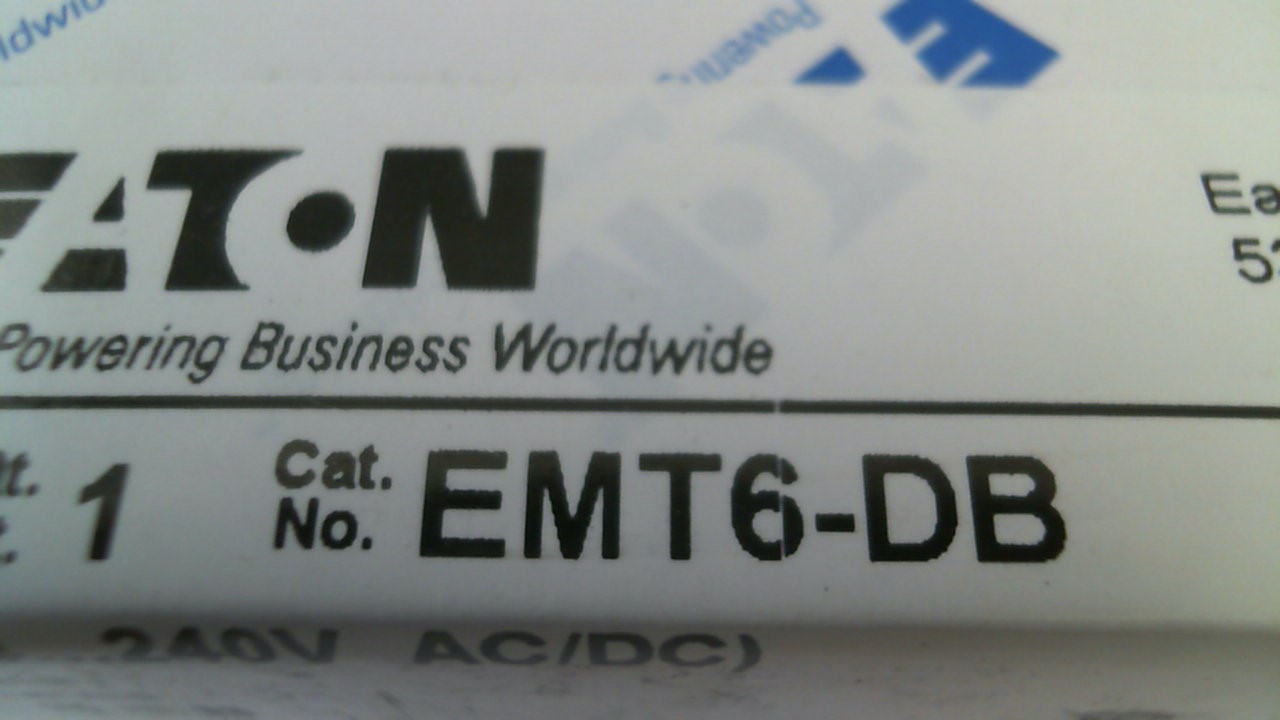 EATON
Powering Business Worldwide
1 Cat. No. EMT6-DB
240V AC/DC)